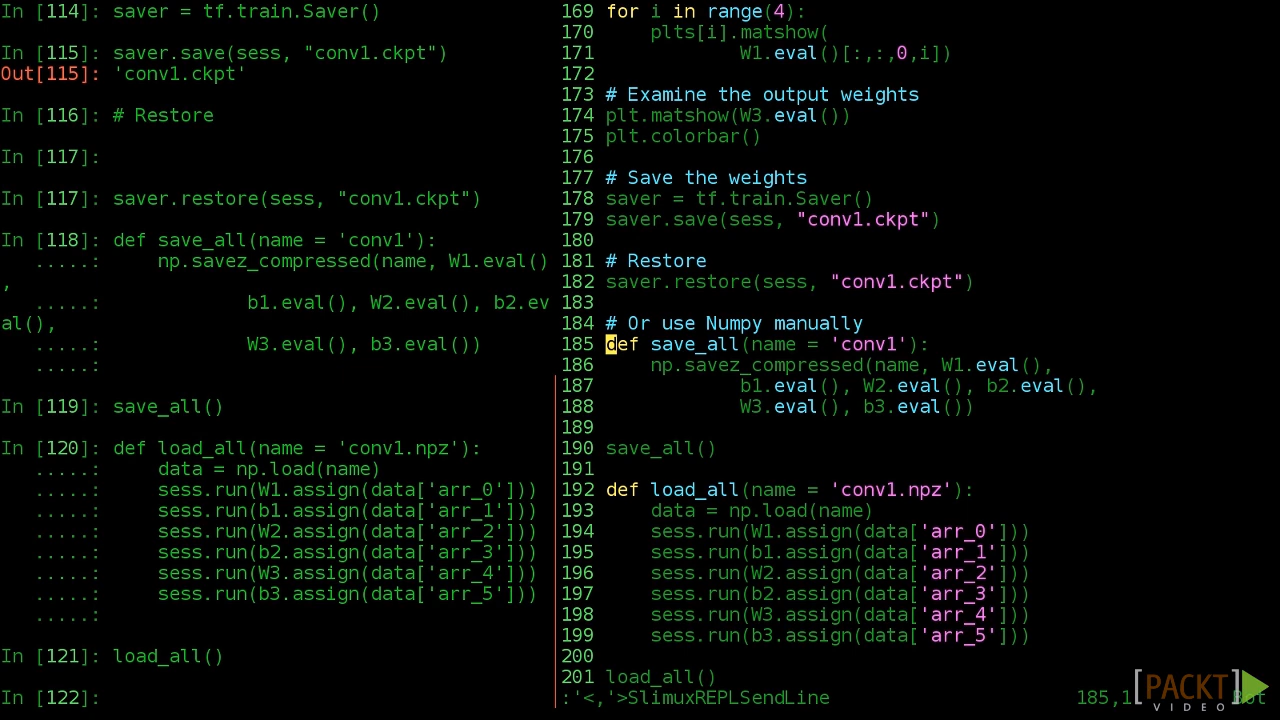 In [114]: saver = tf.train.Saver()
In [115]: saver.save(sess, "conv1.ckpt")
Out[115]: 'conv1.ckpt'
In [116]: # Restore
In [117]:
In [117]: saver.restore(sess, "conv1.ckpt")
In [118]: def save_all(name = 'conv1'):
.....: np.savez_compressed(name, W1.eval()
,
.....: b1.eval(), W2.eval(), b2.ev
al(),
.....: W3.eval(), b3.eval())
.....:
In [119]: save_all()
In [120]: def load_all(name = 'conv1.npz'):
.....: data = np.load(name)
.....: sess.run(W1.assign(data['arr_0']))
.....: sess.run(b1.assign(data['arr_1']))
.....: sess.run(W2.assign(data['arr_2']))
.....: sess.run(b2.assign(data['arr_3']))
.....: sess.run(W3.assign(data['arr_4']))
.....: sess.run(b3.assign(data['arr_5']))
.....:
In [121]: load_all()
In [122]:
169 for i in range(4):
170 plts[i].matshow(
171 W1.eval()[:,:,0,i])
172
173 # Examine the output weights
174 plt.matshow(W3.eval())
175 plt.colorbar()
176
177 # Save the weights
178 saver = tf.train.Saver()
179 saver.save(sess, "conv1.ckpt")
180
181 # Restore
182 saver.restore(sess, "conv1.ckpt")
183
184 # Or use Numpy manually
185 def save_all(name = 'conv1'):
186 np.savez_compressed(name, W1.eval(),
187 b1.eval(), W2.eval(), b2.eval(),
188 W3.eval(), b3.eval())
189
190 save_all()
191
192 def load_all(name = 'conv1.npz'):
193 data = np.load(name)
194 sess.run(W1.assign(data['arr_0']))
195 sess.run(b1.assign(data['arr_1']))
196 sess.run(W2.assign(data['arr_2']))
197 sess.run(b2.assign(data['arr_3']))
198 sess.run(W3.assign(data['arr_4']))
199 sess.run(b3.assign(data['arr_5']))
200
201 load_all()
:'<,'>SlimuxREPLSendLine 185,1
[PACKT]
VIDEO